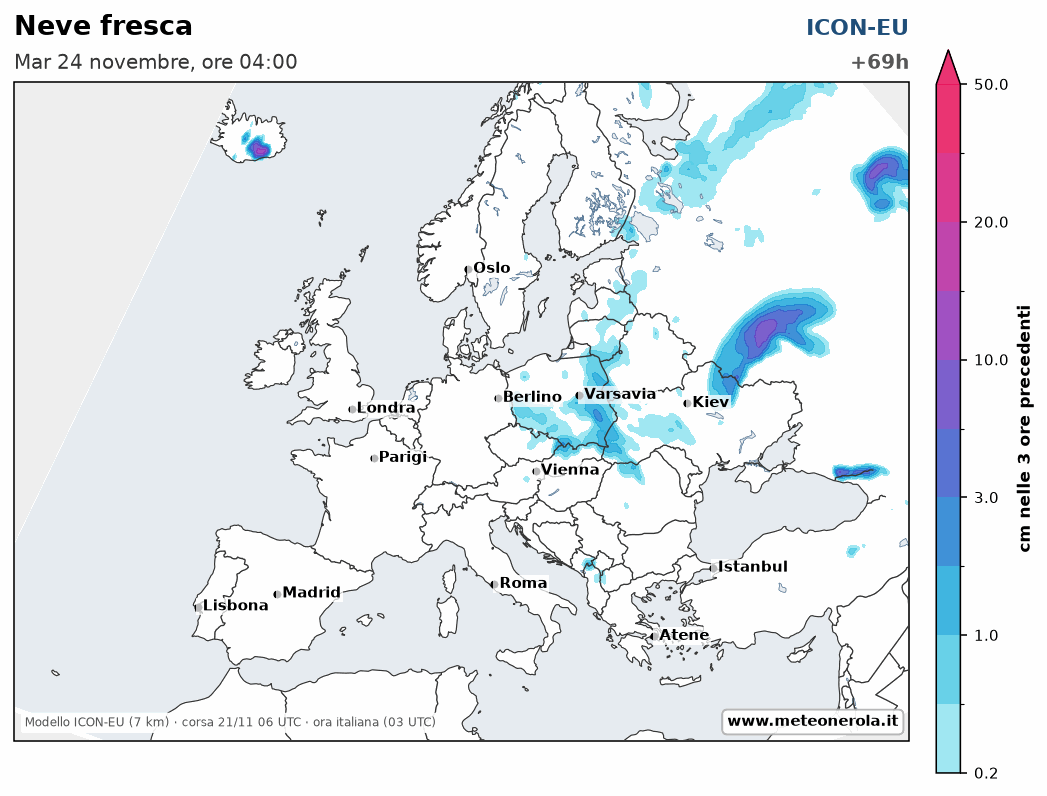 Neve fresca
ICON-EU
Mar 24 novembre, ore 04:00
+69h
50.0
20.0
10.0
3.0
1.0
0.2
cm nelle 3 ore precedenti
Oslo
Berlino
Varsavia
Kiev
Londra
Parigi
Vienna
Istanbul
Roma
Madrid
Lisbona
Atene
Modello ICON-EU (7 km) · corsa 21/11 06 UTC · ora italiana (03 UTC)
www.meteonerola.it